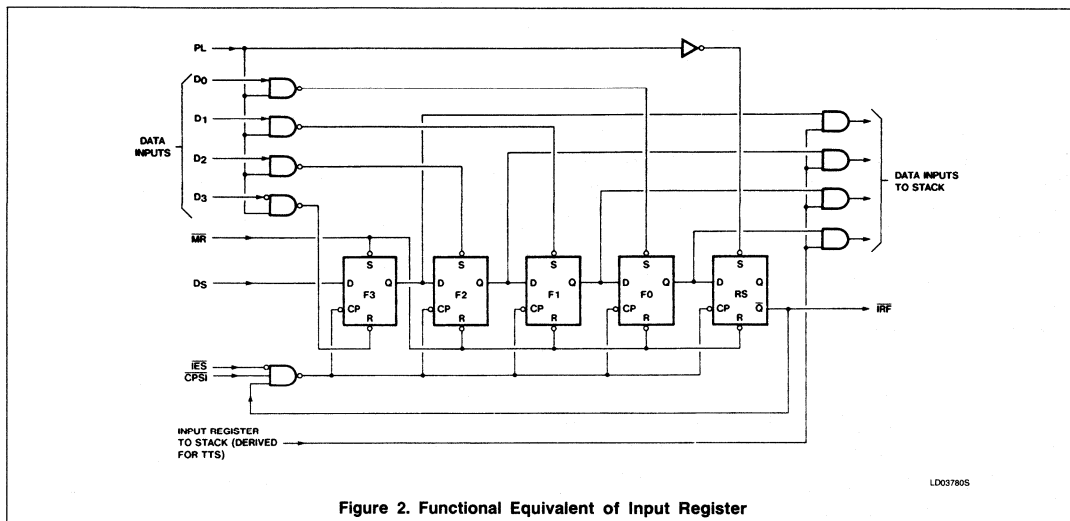 PL
D0
D1
DATA
INPUTS
D2
D3
MR
DS
IES
CPSI
INPUT REGISTER
TO STACK (DERIVED
FOR TTS)
S
D Q
F3
CP
R
S
D Q
F2
CP
R
S
D Q
F1
CP
R
S
D Q
F0
CP
R
S
RS
CP Q̅
R
DATA INPUTS
TO STACK
IRF
LD03780S
Figure 2. Functional Equivalent of Input Register